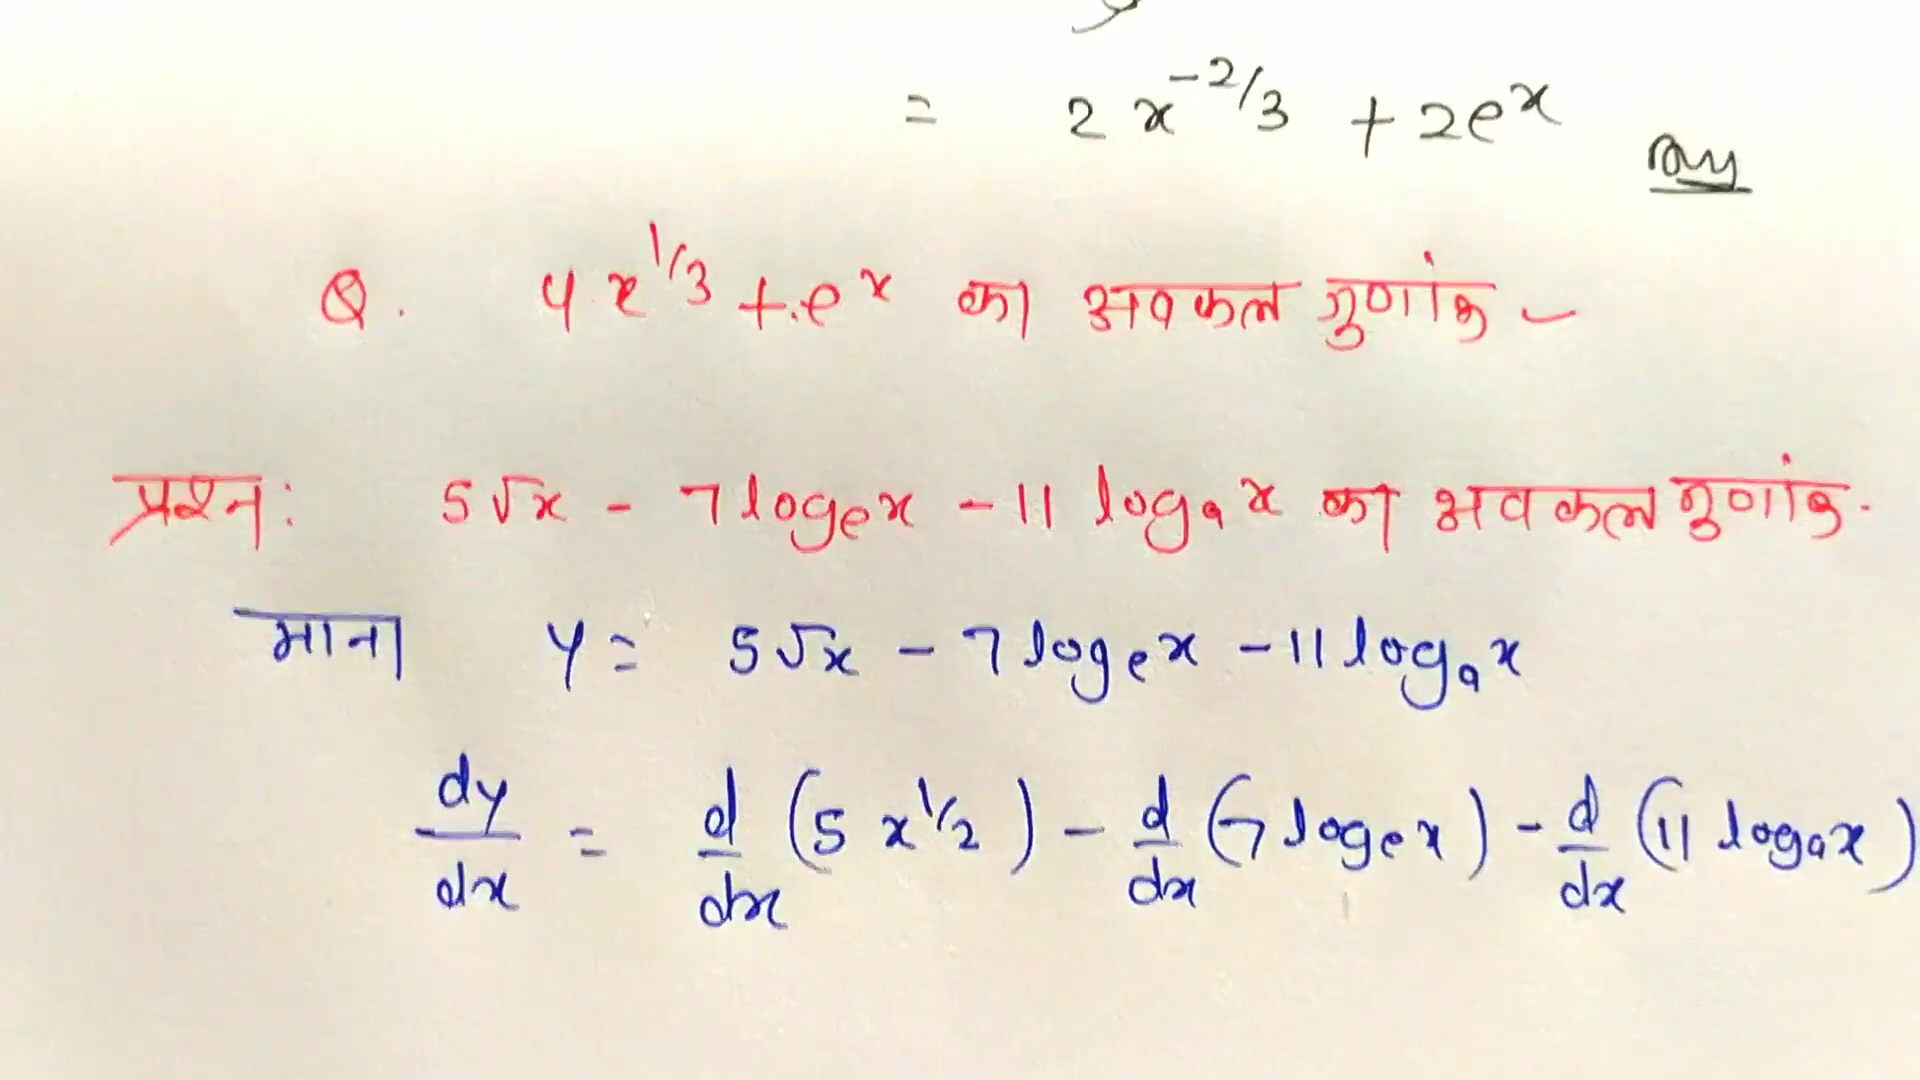 = 2x^{-2/3} + 2e^x Ans
Q. 4x^{1/3} + e^x का अवकल गुणांक -
प्रश्न: 5√x - 7 log_e x - 11 log_a x का अवकल गुणांक.
माना y = 5√x - 7 log_e x - 11 log_a x
dy/dx = d/dx (5x^{1/2}) - d/dx (7 log_e x) - d/dx (11 log_a x)